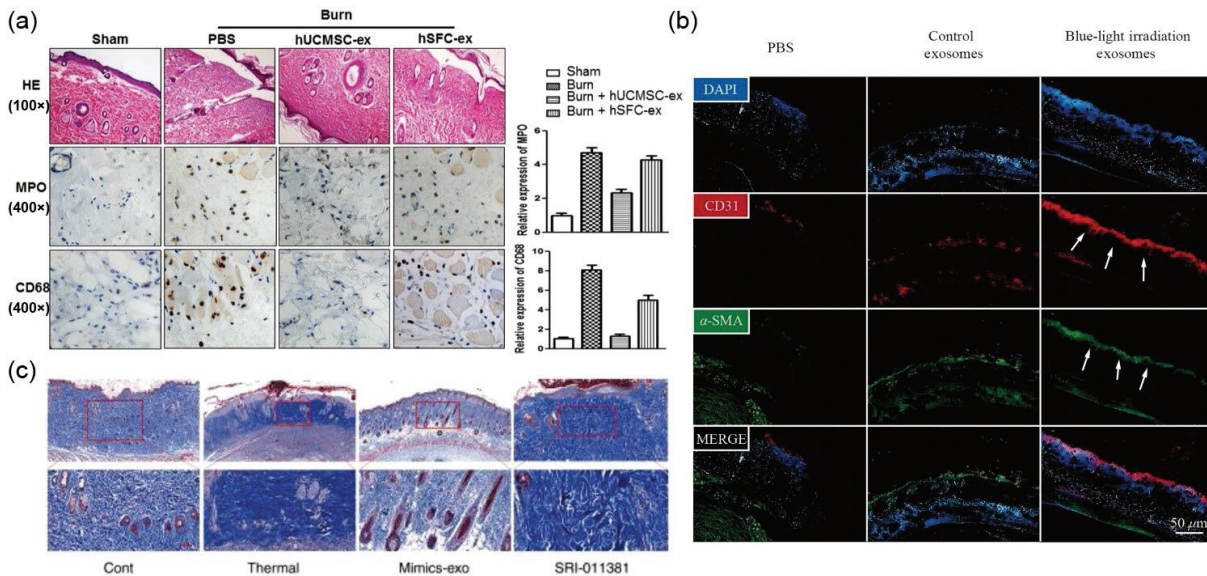 (a)
Burn
Sham
PBS
hUCMSC-ex
hSFC-ex
HE
(100×)
MPO
(400×)
CD68
(400×)
Sham
Burn
Burn + hUCMSC-ex
Burn + hSFC-ex
Relative expression of MPO
6
4
2
0
Relative expression of CD68
10
8
6
4
2
0
(b)
PBS
Control
exosomes
Blue-light irradiation
exosomes
DAPI
CD31
α-SMA
MERGE
50 μm
(c)
Cont
Thermal
Mimics-exo
SRI-011381